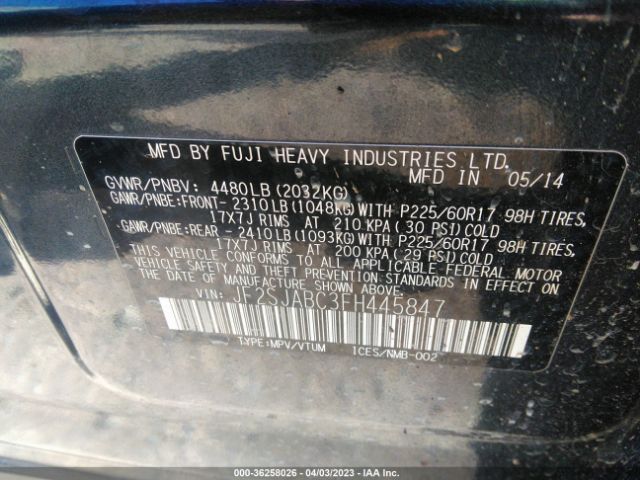 MFD BY FUJI HEAVY INDUSTRIES LTD.
MFD IN 05/14
GVWR/PNBV: 4480LB(2032KG)
GAWR/PNBE:FRONT-2310LB(1048KG)WITH P225/60R17 98H TIRES,
17X7J RIMS AT 210 KPA( 30 PSI)COLD
GAWR/PNBE:REAR -2410LB(1093KG)WITH P225/60R17 98H TIRES,
17X7J RIMS AT 200 KPA( 29 PSI)COLD
THIS VEHICLE CONFORMS TO ALL APPLICABLE FEDERAL MOTOR
VEHICLE SAFETY AND THEFT PREVENTION STANDARDS IN EFFECT ON
THE DATE OF MANUFACTURE SHOWN ABOVE.
VIN: JF2SJABC3FH445847
TYPE:MPV/VTUM ICES/NMB-002
000-36258026 - 04/03/2023 - IAA Inc.